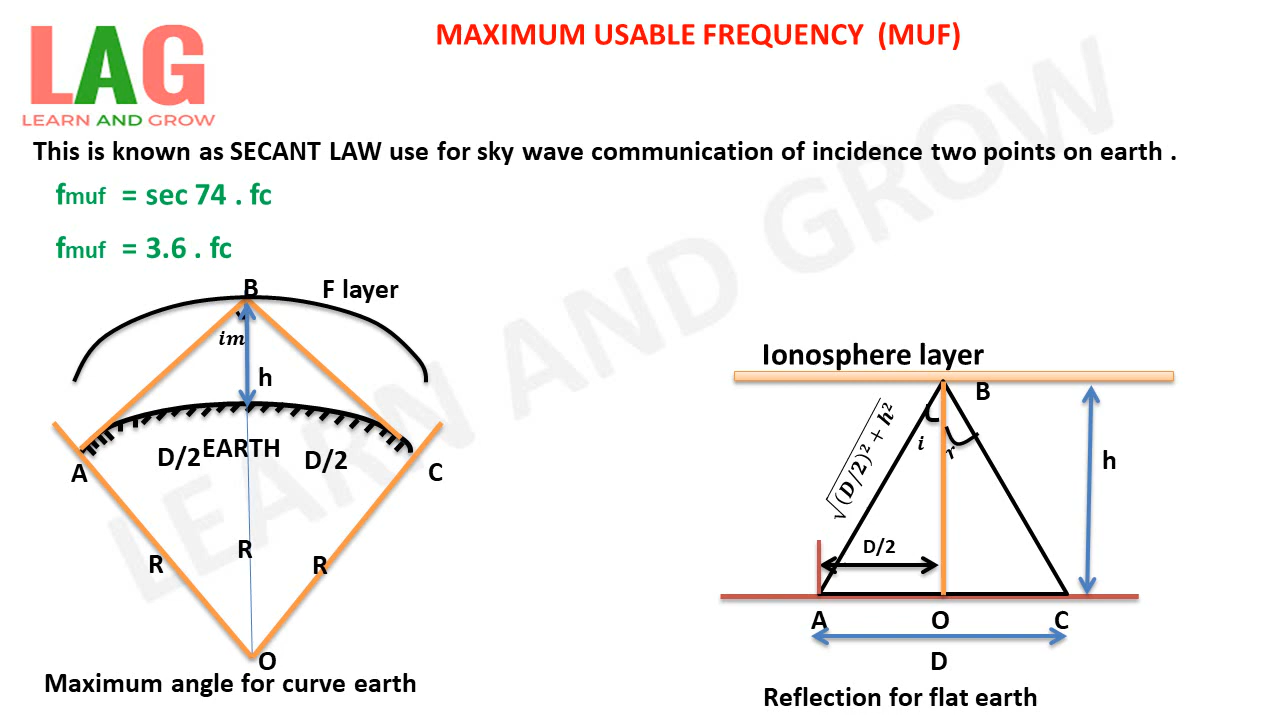 LAG
LEARN AND GROW
MAXIMUM USABLE FREQUENCY (MUF)
This is known as SECANT LAW use for sky wave communication of incidence two points on earth .
fmuf = sec 74 . fc
fmuf = 3.6 . fc
B
F layer
im
h
D/2
EARTH
D/2
A
C
R
R
R
O
Maximum angle for curve earth
Ionosphere layer
B
√(D/2)² + h²
i
r
h
D/2
A
O
C
D
Reflection for flat earth
LEARN AND GROW